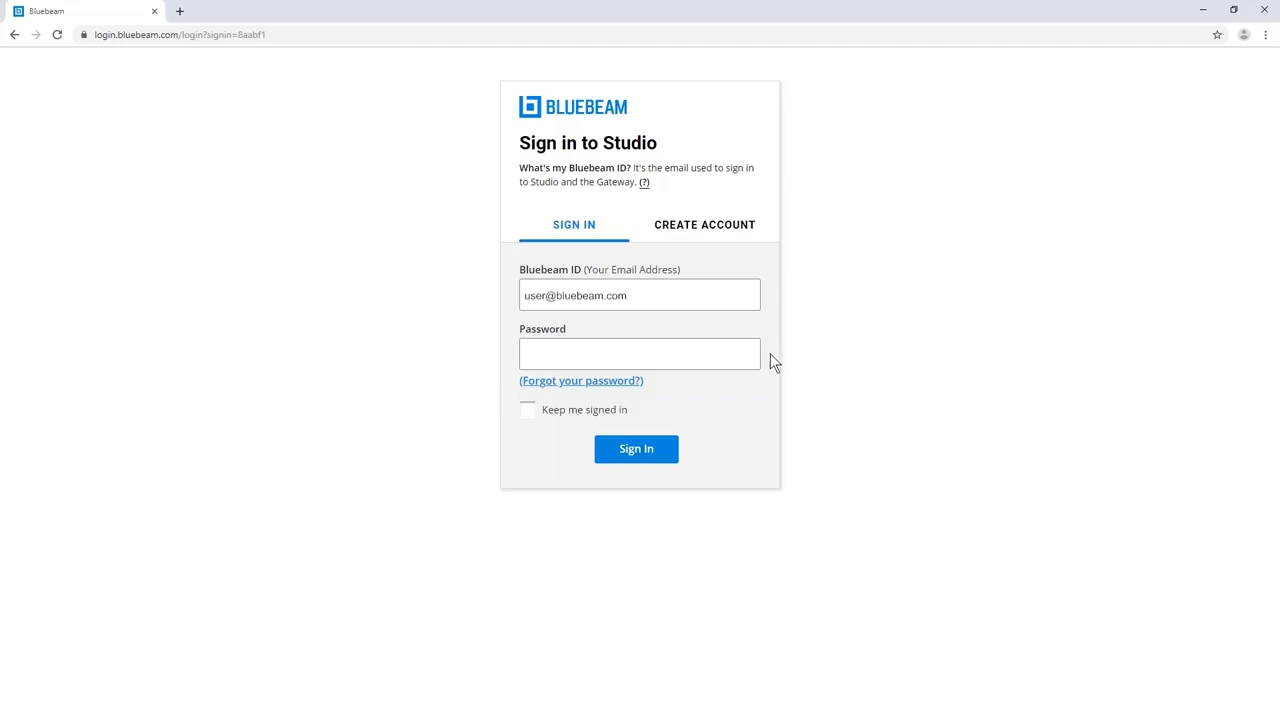 Bluebeam
login.bluebeam.com/login?signin=8aabf1
BLUEBEAM
Sign in to Studio
What's my Bluebeam ID? It's the email used to sign in
to Studio and the Gateway. (?)
SIGN IN
CREATE ACCOUNT
Bluebeam ID (Your Email Address)
user@bluebeam.com
Password
(Forgot your password?)
Keep me signed in
Sign In